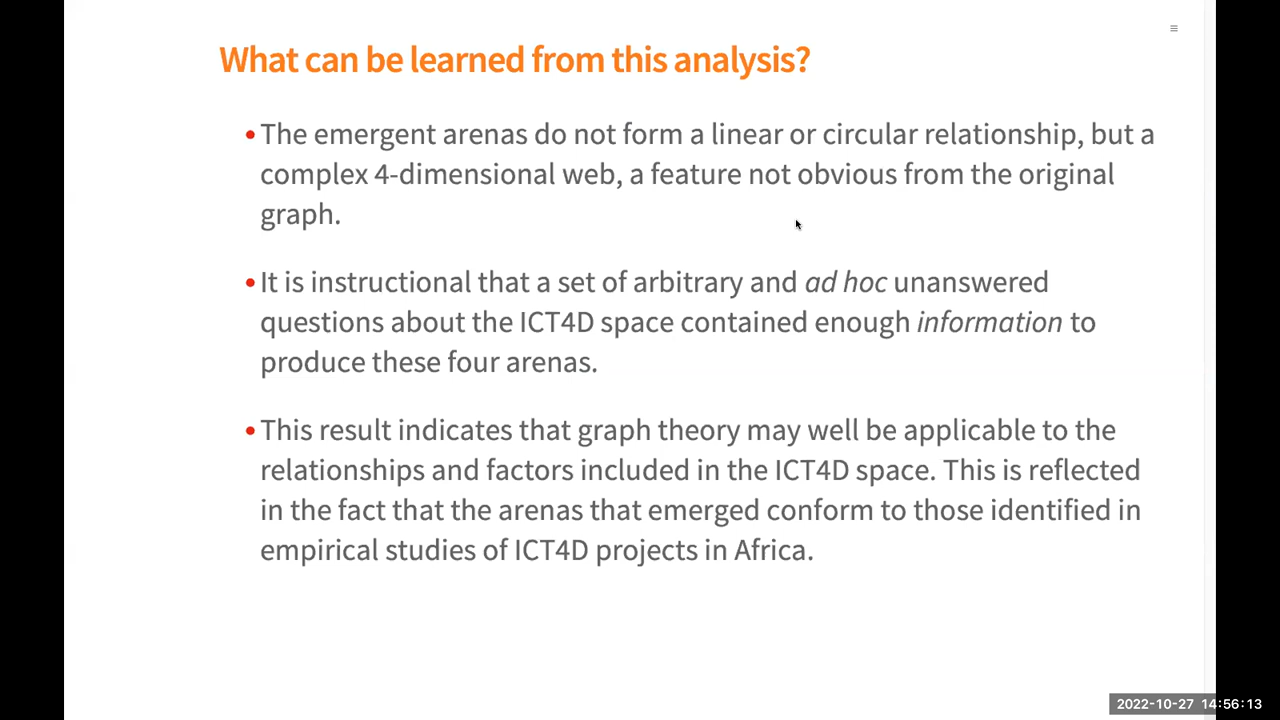 What can be learned from this analysis?
•The emergent arenas do not form a linear or circular relationship, but a
complex 4-dimensional web, a feature not obvious from the original
graph.
•It is instructional that a set of arbitrary and ad hoc unanswered
questions about the ICT4D space contained enough information to
produce these four arenas.
•This result indicates that graph theory may well be applicable to the
relationships and factors included in the ICT4D space. This is reflected
in the fact that the arenas that emerged conform to those identified in
empirical studies of ICT4D projects in Africa.
2022-10-27 14:56:13